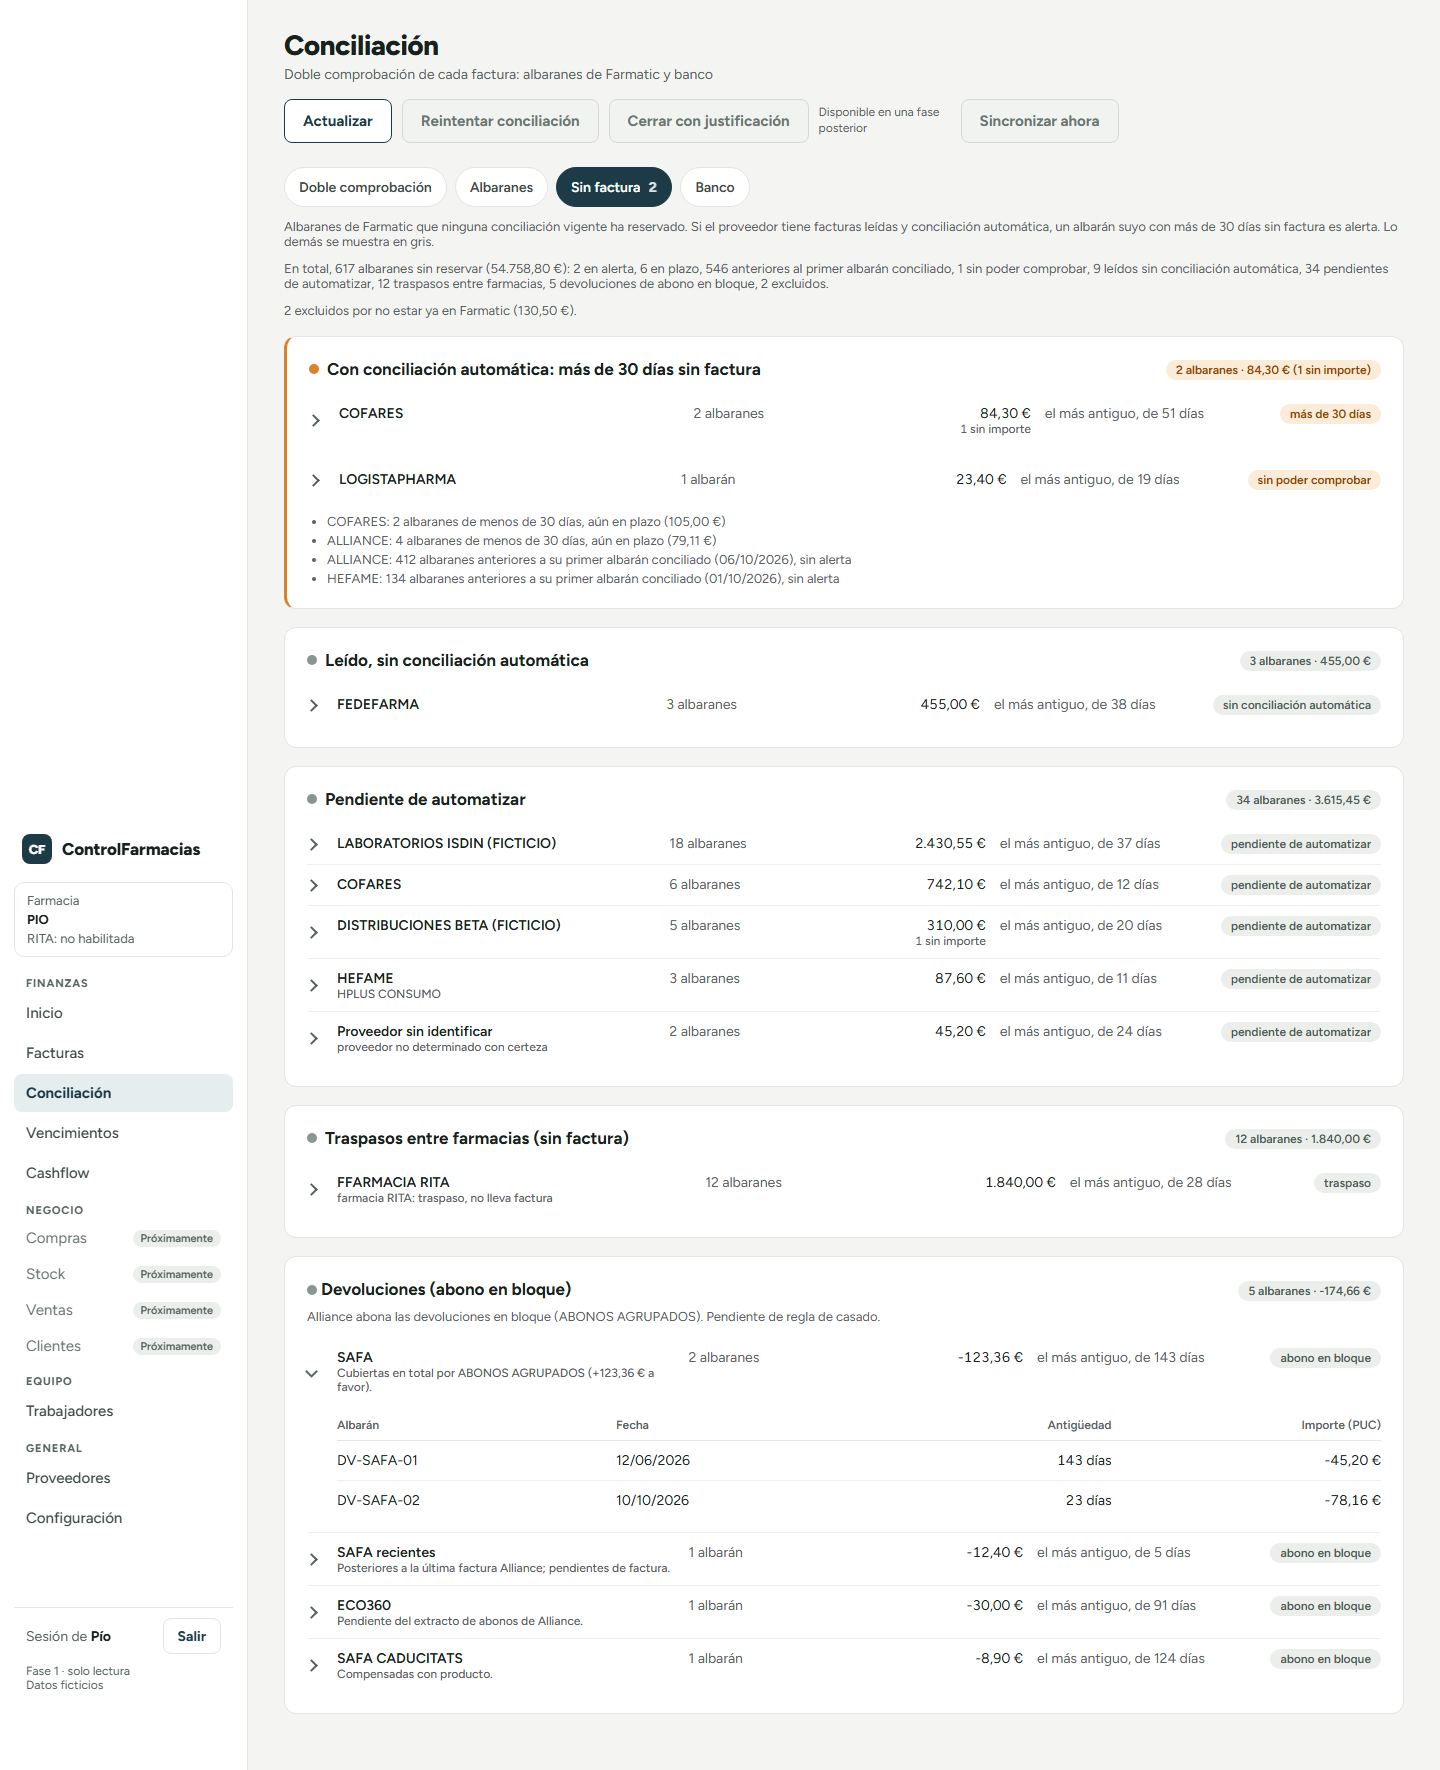 CF ControlFarmacias
Farmacia
PIO
RITA: no habilitada
FINANZAS
Inicio
Facturas
Conciliación
Vencimientos
Cashflow
NEGOCIO
Compras Próximamente
Stock Próximamente
Ventas Próximamente
Clientes Próximamente
EQUIPO
Trabajadores
GENERAL
Proveedores
Configuración
Sesión de Pío Salir
Fase 1 · solo lectura
Datos ficticios
Conciliación
Doble comprobación de cada factura: albaranes de Farmatic y banco
Actualizar Reintentar conciliación Cerrar con justificación Disponible en una fase posterior Sincronizar ahora
Doble comprobación Albaranes Sin factura 2 Banco
Albaranes de Farmatic que ninguna conciliación vigente ha reservado. Si el proveedor tiene facturas leídas y conciliación automática, un albarán suyo con más de 30 días sin factura es alerta. Lo
demás se muestra en gris.
En total, 617 albaranes sin reservar (54.758,80 €): 2 en alerta, 6 en plazo, 546 anteriores al primer albarán conciliado, 1 sin poder comprobar, 9 leídos sin conciliación automática, 34 pendientes
de automatizar, 12 traspasos entre farmacias, 5 devoluciones de abono en bloque, 2 excluidos.
2 excluidos por no estar ya en Farmatic (130,50 €).
Con conciliación automática: más de 30 días sin factura 2 albaranes · 84,30 € (1 sin importe)
COFARES 2 albaranes 84,30 € el más antiguo, de 51 días más de 30 días
1 sin importe
LOGISTAPHARMA 1 albarán 23,40 € el más antiguo, de 19 días sin poder comprobar
• COFARES: 2 albaranes de menos de 30 días, aún en plazo (105,00 €)
• ALLIANCE: 4 albaranes de menos de 30 días, aún en plazo (79,11 €)
• ALLIANCE: 412 albaranes anteriores a su primer albarán conciliado (06/10/2026), sin alerta
• HEFAME: 134 albaranes anteriores a su primer albarán conciliado (01/10/2026), sin alerta
Leído, sin conciliación automática 3 albaranes · 455,00 €
FEDEFARMA 3 albaranes 455,00 € el más antiguo, de 38 días sin conciliación automática
Pendiente de automatizar 34 albaranes · 3.615,45 €
LABORATORIOS ISDIN (FICTICIO) 18 albaranes 2.430,55 € el más antiguo, de 37 días pendiente de automatizar
COFARES 6 albaranes 742,10 € el más antiguo, de 12 días pendiente de automatizar
DISTRIBUCIONES BETA (FICTICIO) 5 albaranes 310,00 € el más antiguo, de 20 días pendiente de automatizar
1 sin importe
HEFAME 3 albaranes 87,60 € el más antiguo, de 11 días pendiente de automatizar
HPLUS CONSUMO
Proveedor sin identificar 2 albaranes 45,20 € el más antiguo, de 24 días pendiente de automatizar
proveedor no determinado con certeza
Traspasos entre farmacias (sin factura) 12 albaranes · 1.840,00 €
FFARMACIA RITA 12 albaranes 1.840,00 € el más antiguo, de 28 días traspaso
farmacia RITA: traspaso, no lleva factura
Devoluciones (abono en bloque) 5 albaranes · -174,66 €
Alliance abona las devoluciones en bloque (ABONOS AGRUPADOS). Pendiente de regla de casado.
SAFA 2 albaranes -123,36 € el más antiguo, de 143 días abono en bloque
Cubiertas en total por ABONOS AGRUPADOS (+123,36 € a
favor).
Albarán Fecha Antigüedad Importe (PUC)
DV-SAFA-01 12/06/2026 143 días -45,20 €
DV-SAFA-02 10/10/2026 23 días -78,16 €
SAFA recientes 1 albarán -12,40 € el más antiguo, de 5 días abono en bloque
Posteriores a la última factura Alliance; pendientes de factura.
ECO360 1 albarán -30,00 € el más antiguo, de 91 días abono en bloque
Pendiente del extracto de abonos de Alliance.
SAFA CADUCITATS 1 albarán -8,90 € el más antiguo, de 124 días abono en bloque
Compensadas con producto.